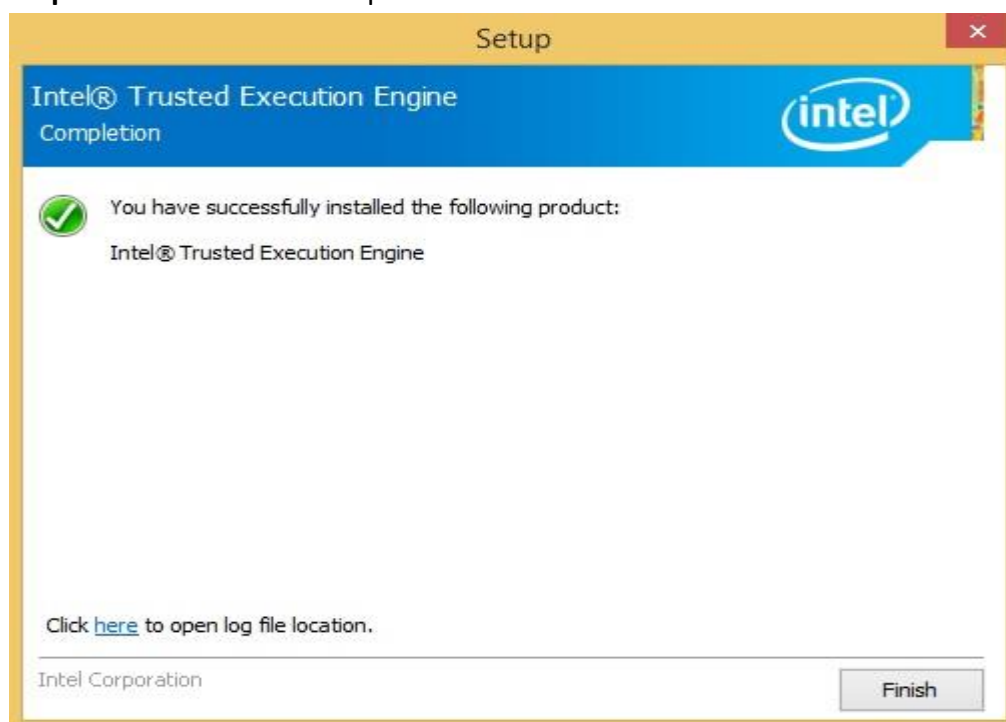 Setup
Intel® Trusted Execution Engine
Completion
intel
You have successfully installed the following product:
Intel® Trusted Execution Engine
Click here to open log file location.
Intel Corporation
Finish